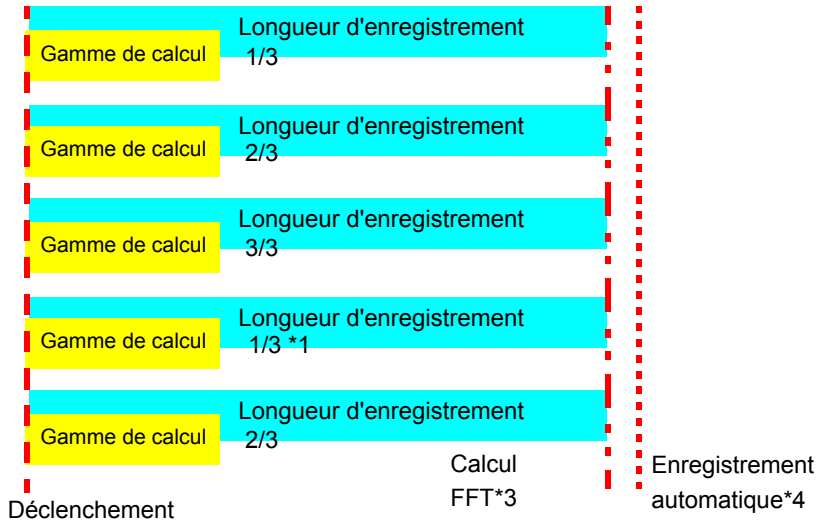 Longueur d'enregistrement
Gamme de calcul
1/3
Longueur d'enregistrement
Gamme de calcul
2/3
Longueur d'enregistrement
Gamme de calcul
3/3
Longueur d'enregistrement
Gamme de calcul
1/3 *1
Longueur d'enregistrement
Gamme de calcul
2/3
Calcul
FFT*3
Enregistrement
automatique*4
Déclenchement